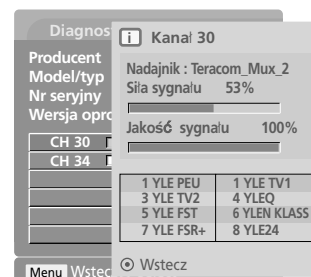 Diagnos
Producent
Model/typ
Nr seryjny
Wersja opro
CH 30
CH 34
Menu Wstec
i Kanał 30
Nadajnik : Teracom_Mux_2
Siła sygnału 53%
Jakość sygnału 100%
1 YLE PEU 1 YLE TV1
3 YLE TV2 4 YLEQ
5 YLE FST 6 YLEN KLASS
7 YLE FSR+ 8 YLE24
Wstecz